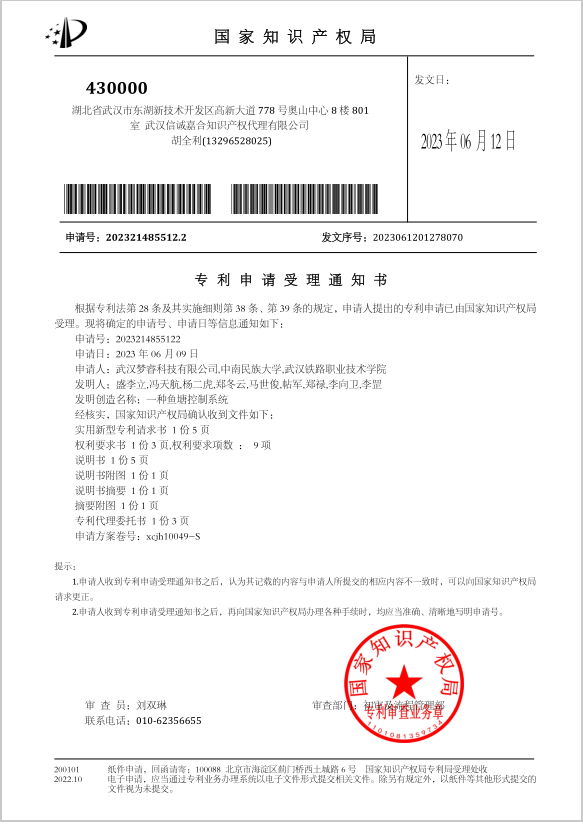 国家知识产权局
430000
湖北省武汉市东湖新技术开发区高新大道 778 号奥山中心 8 楼 801
室 武汉信诚嘉合知识产权代理有限公司
胡全利(13296528025)
发文日：
2023 年 06 月 12 日
申请号：202321485512.2
发文序号：2023061201278070
专利申请受理通知书
根据专利法第 28 条及其实施细则第 38 条、第 39 条的规定，申请人提出的专利申请已由国家知识产权局
受理。现将确定的申请号、申请日等信息通知如下：
申请号：2023214855122
申请日：2023 年 06 月 09 日
申请人：武汉梦睿科技有限公司,中南民族大学,武汉铁路职业技术学院
发明人：盛李立,冯天航,杨二虎,郑冬云,马世俊,帖军,郑禄,李向卫,李罡
发明创造名称：一种鱼塘控制系统
经核实，国家知识产权局确认收到文件如下：
实用新型专利请求书 1 份 5 页
权利要求书 1 份 3 页,权利要求项数 ： 9 项
说明书 1 份 5 页
说明书附图 1 份 1 页
说明书摘要 1 份 1 页
摘要附图 1 份 1 页
专利代理委托书 1 份 3 页
申请方案卷号：xcjh10049-S
提示：
1.申请人收到专利申请受理通知书之后，认为其记载的内容与申请人所提交的相应内容不一致时，可以向国家知识产权局
请求更正。
2.申请人收到专利申请受理通知书之后，再向国家知识产权局办理各种手续时，均应当准确、清晰地写明申请号。
国家知识产权局
专利审查业务章
1101081359734
审 查 员：刘双琳
审查部门：初审及流程管理部
联系电话：010-62356655
200101
2022.10
纸件申请，回函请寄：100088 北京市海淀区蓟门桥西土城路 6 号 国家知识产权局专利局受理处收
电子申请，应当通过专利业务办理系统以电子文件形式提交相关文件。除另有规定外，以纸件等其他形式提交的
文件视为未提交。